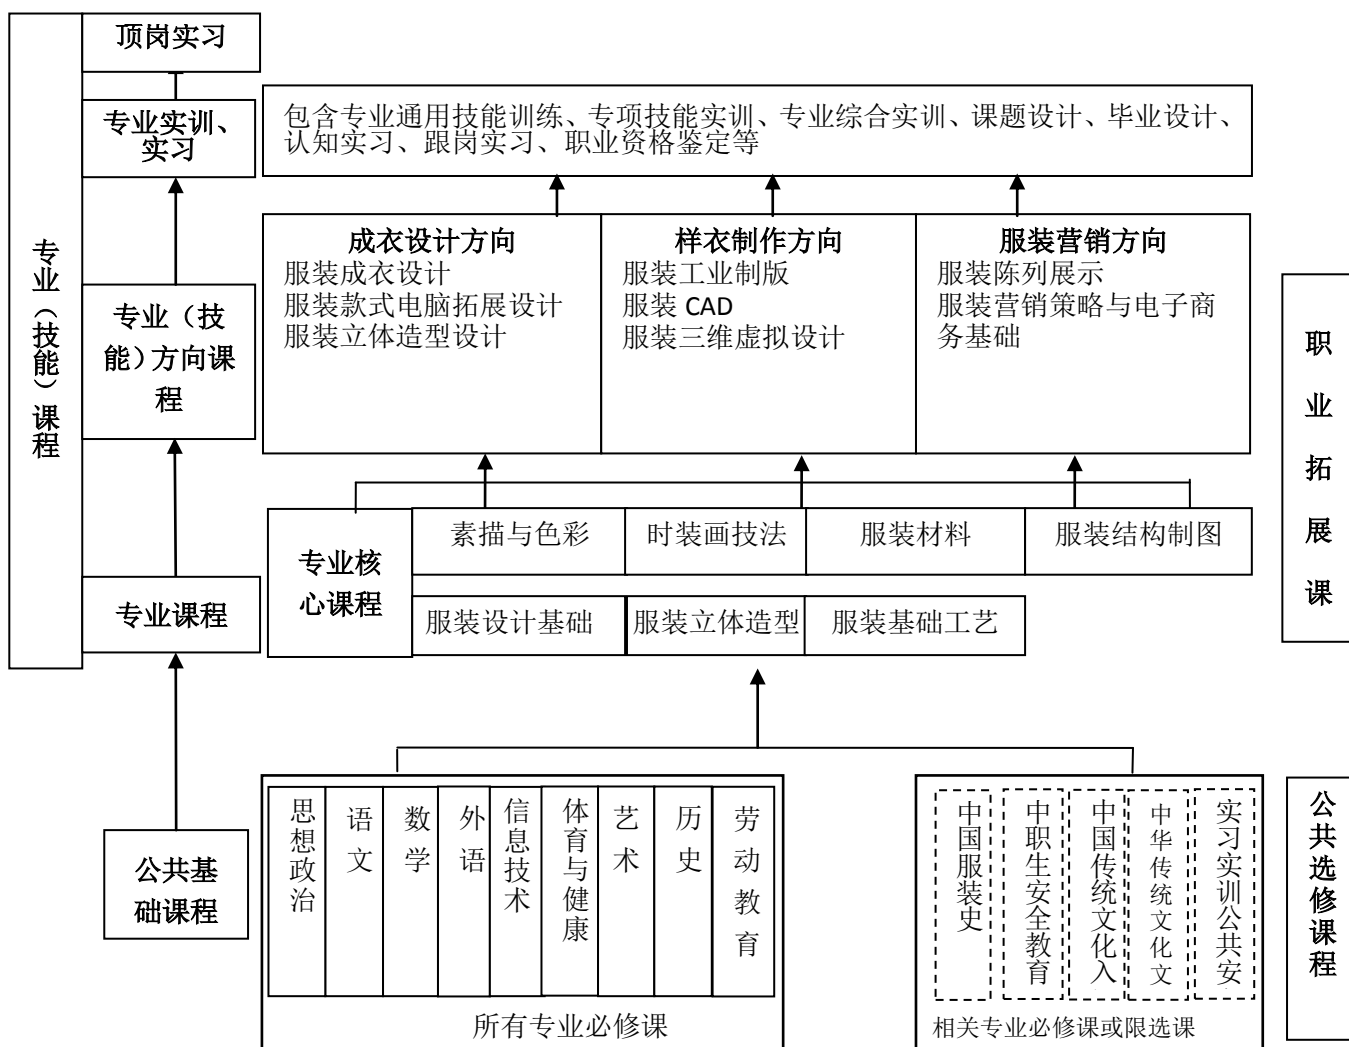 顶岗实习
专业实训、
实习
包含专业通用技能训练、专项技能实训、专业综合实训、课题设计、毕业设计、
认知实习、跟岗实习、职业资格鉴定等
专业（技能）课程
专业（技
能）方向课
程
成衣设计方向
服装成衣设计
服装款式电脑拓展设计
服装立体造型设计
样衣制作方向
服装工业制版
服装 CAD
服装三维虚拟设计
服装营销方向
服装陈列展示
服装营销策略与电子商
务基础
职业拓展课
专业课程
专业核
心课程
素描与色彩
时装画技法
服装材料
服装结构制图
服装设计基础
服装立体造型
服装基础工艺
公共基
础课程
思想政治
语文
数学
外语
信息技术
体育与健康
艺术
历史
劳动教育
所有专业必修课
中国服装史
中职生安全教育
中国传统文化入
中华传统文化文
实习实训公共安
相关专业必修课或限选课
公共选修课程